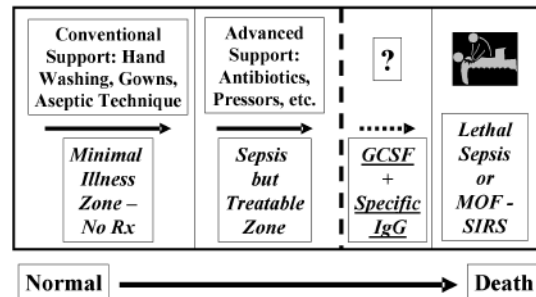 Conventional
Support: Hand
Washing, Gowns,
Aseptic Technique
Minimal
Illness
Zone –
No Rx
Advanced
Support:
Antibiotics,
Pressors, etc.
Sepsis
but
Treatable
Zone
?
GCSF
+
Specific
IgG
Lethal
Sepsis
or
MOF -
SIRS
Normal
Death